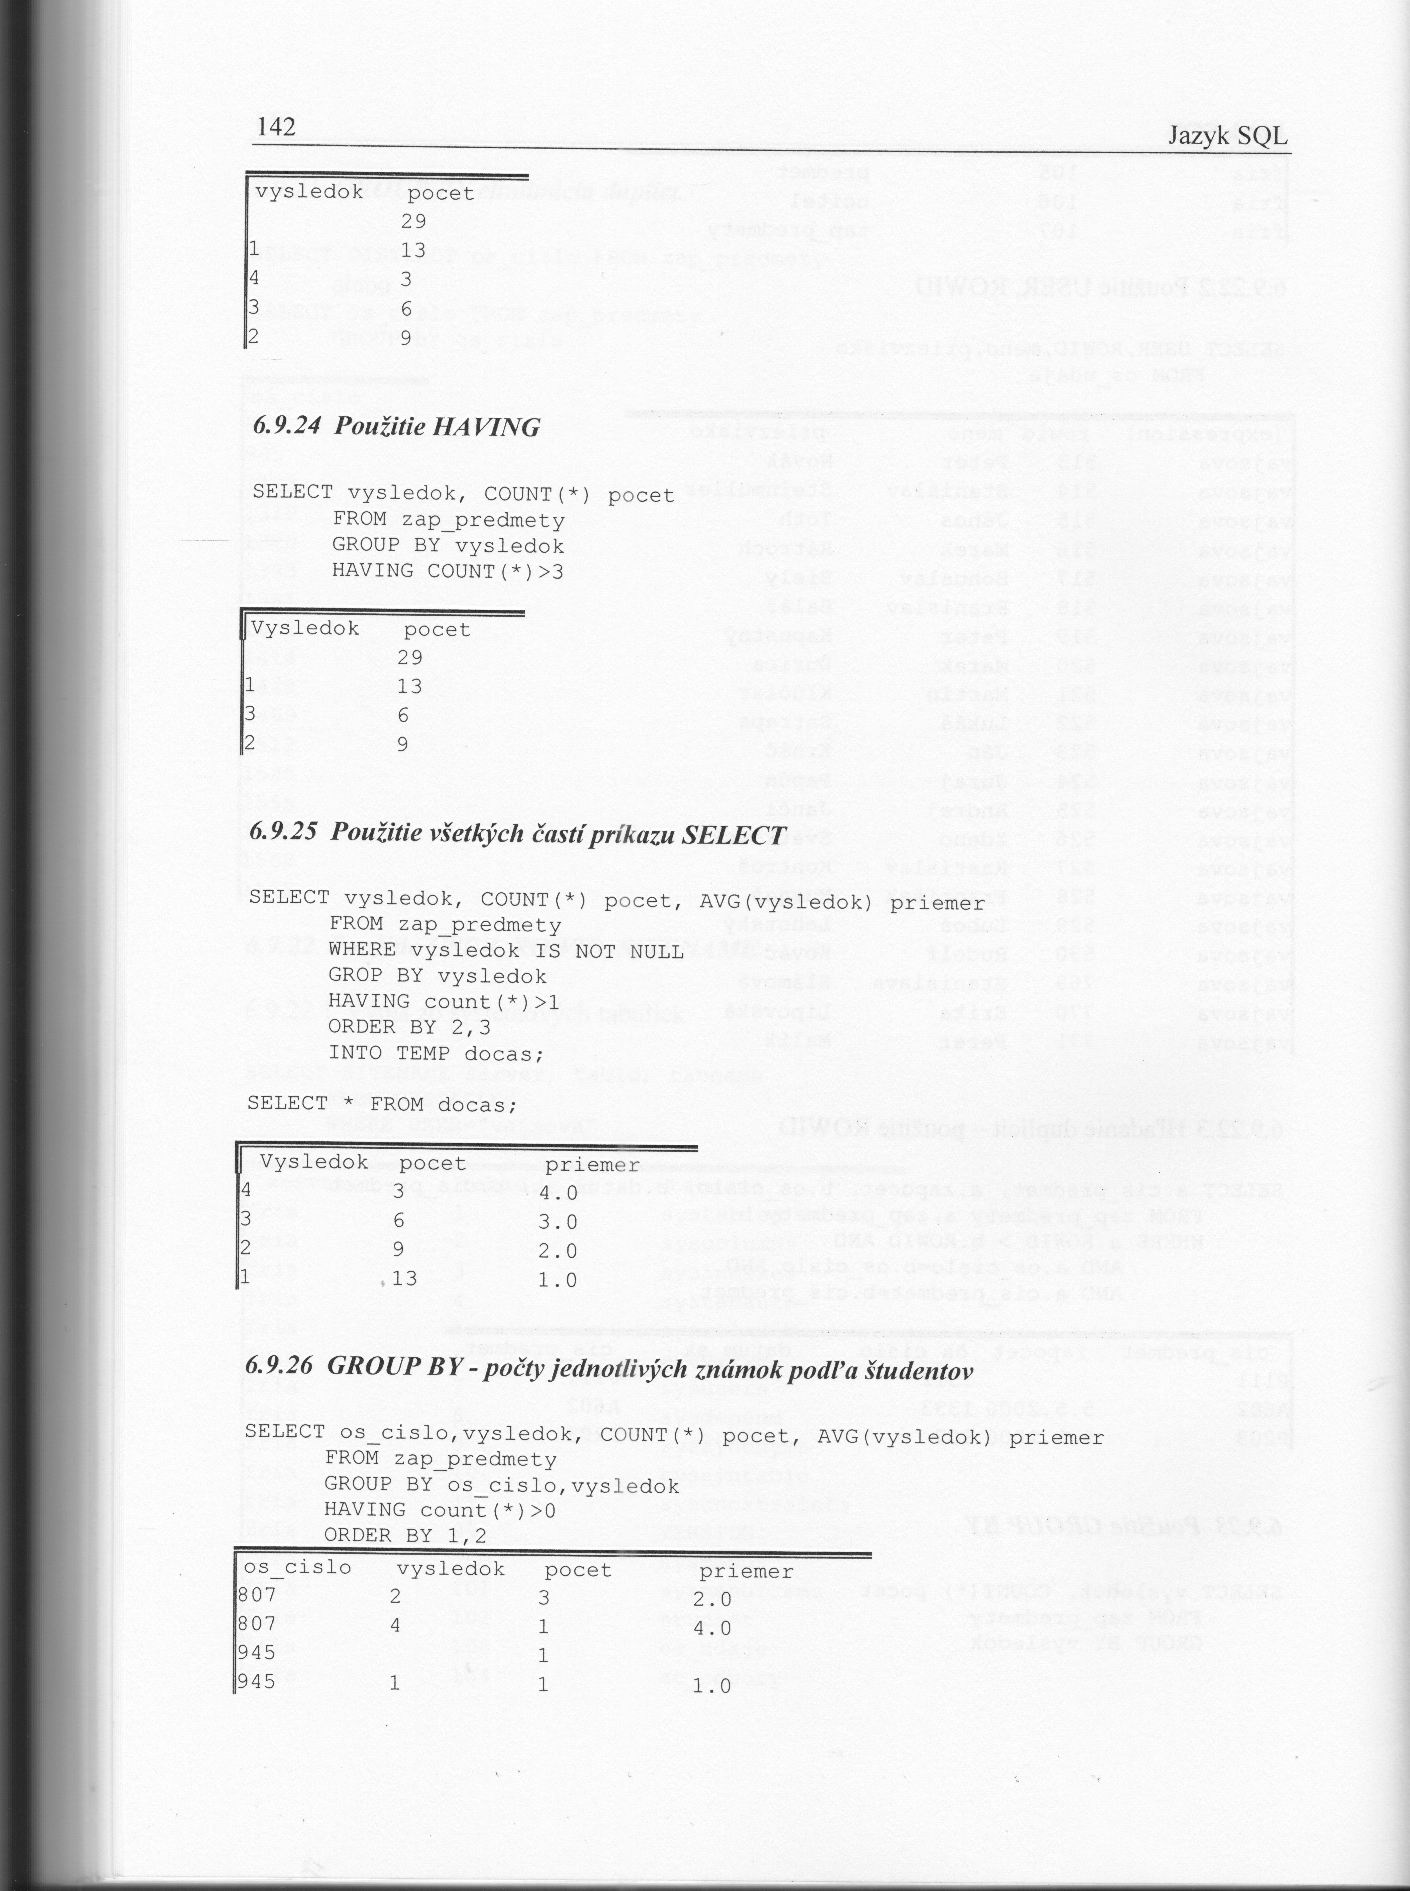 142 Jazyk SQL
vysledok pocet
29
1 13
4 3
3 6
2 9
6.9.24 Použitie HAVING
SELECT vysledok, COUNT(*) pocet
FROM zap_predmety
GROUP BY vysledok
HAVING COUNT(*)>3
Vysledok pocet
29
1 13
3 6
2 9
6.9.25 Použitie všetkých častí príkazu SELECT
SELECT vysledok, COUNT(*) pocet, AVG(vysledok) priemer
FROM zap_predmety
WHERE vysledok IS NOT NULL
GROP BY vysledok
HAVING count(*)>1
ORDER BY 2,3
INTO TEMP docas;
SELECT * FROM docas;
Vysledok pocet priemer
4 3 4.0
3 6 3.0
2 9 2.0
1 13 1.0
6.9.26 GROUP BY - počty jednotlivých známok podľa študentov
SELECT os_cislo,vysledok, COUNT(*) pocet, AVG(vysledok) priemer
FROM zap_predmety
GROUP BY os_cislo,vysledok
HAVING count(*)>0
ORDER BY 1,2
os_cislo vysledok pocet priemer
807 2 3 2.0
807 4 1 4.0
945 1
945 1 1 1.0